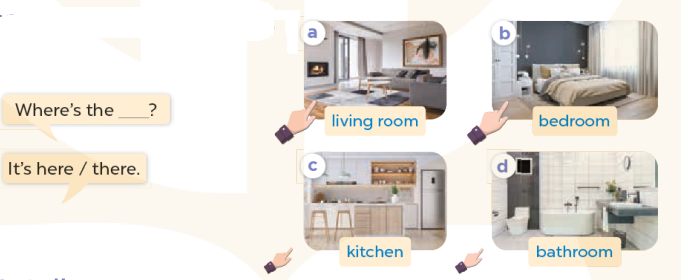 Where's the ___?
It's here / there.
a
living room
b
bedroom
c
kitchen
d
bathroom